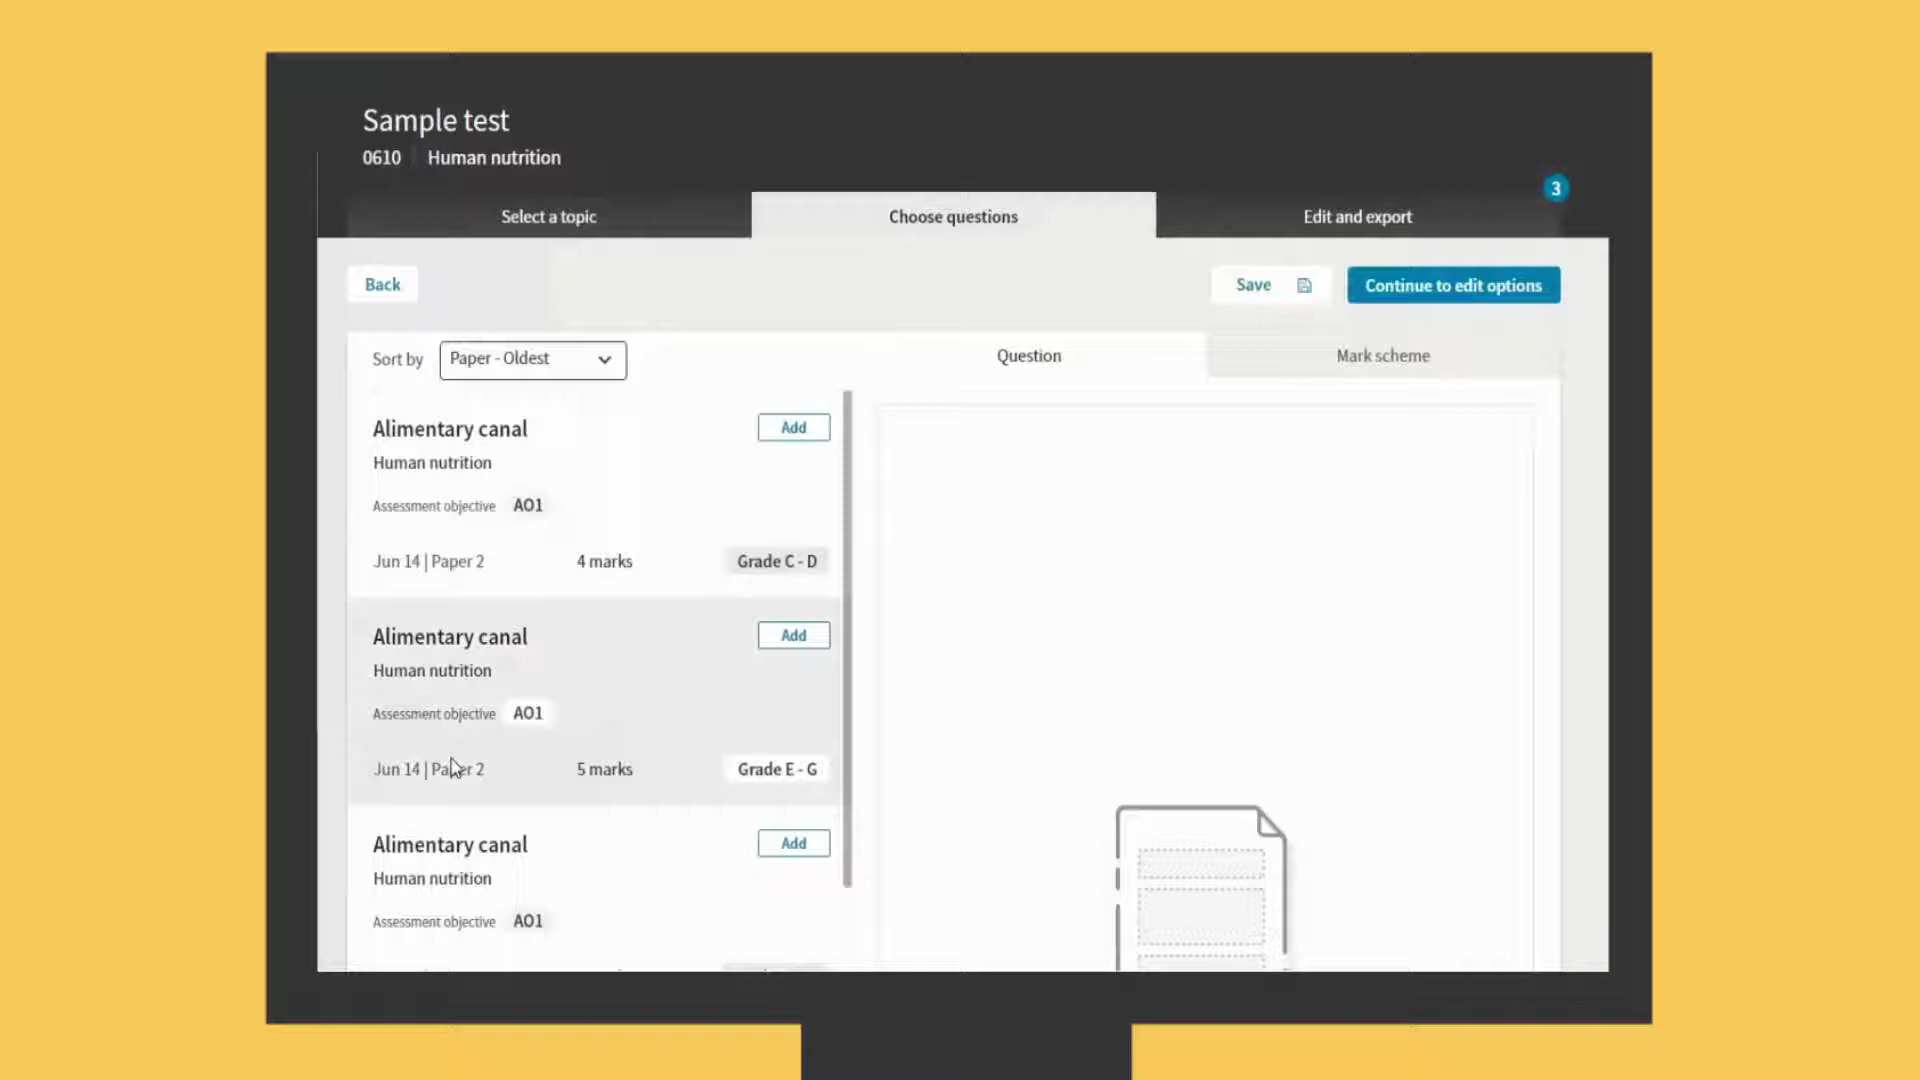 Sample test
0610 Human nutrition
3
Select a topic Choose questions Edit and export
Back Save Continue to edit options
Sort by Paper - Oldest Question Mark scheme
Alimentary canal Add
Human nutrition
Assessment objective AO1
Jun 14 | Paper 2 4 marks Grade C - D
Alimentary canal Add
Human nutrition
Assessment objective AO1
Jun 14 | Paper 2 5 marks Grade E - G
Alimentary canal Add
Human nutrition
Assessment objective AO1